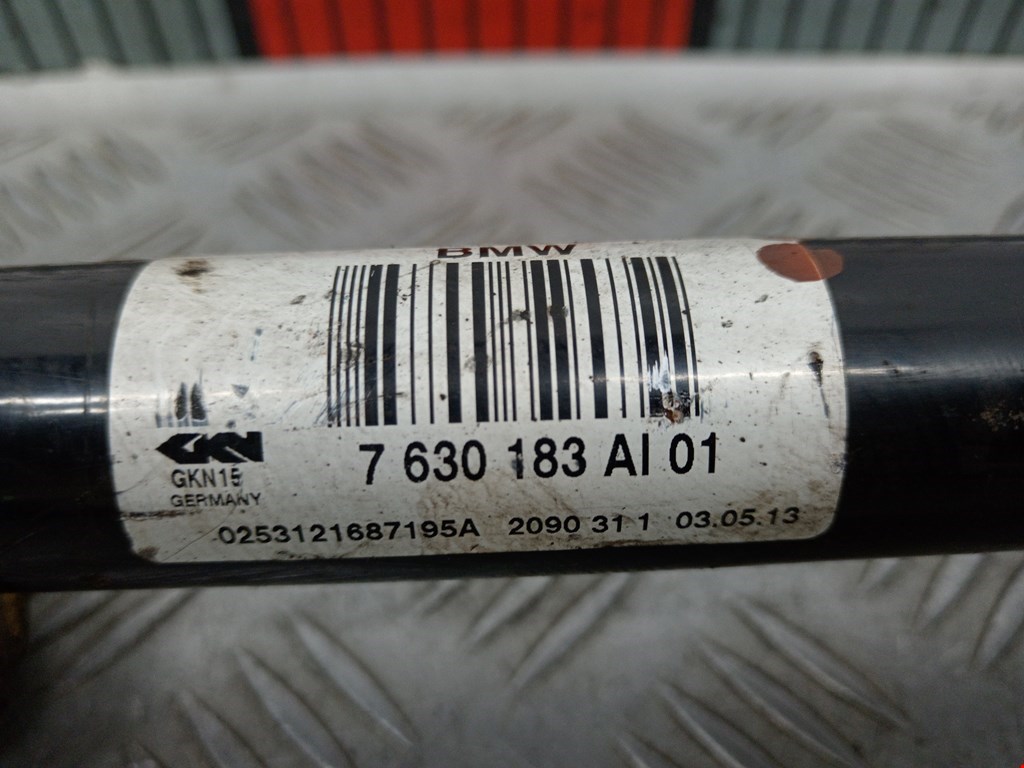 BMW
GKN
7 630 183 AI 01
GKN15
GERMANY
0253121687195A 2090 31 1 03.05.13